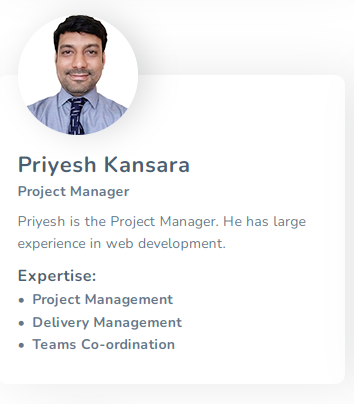 Priyesh Kansara
Project Manager
Priyesh is the Project Manager. He has large
experience in web development.
Expertise:
• Project Management
• Delivery Management
• Teams Co-ordination